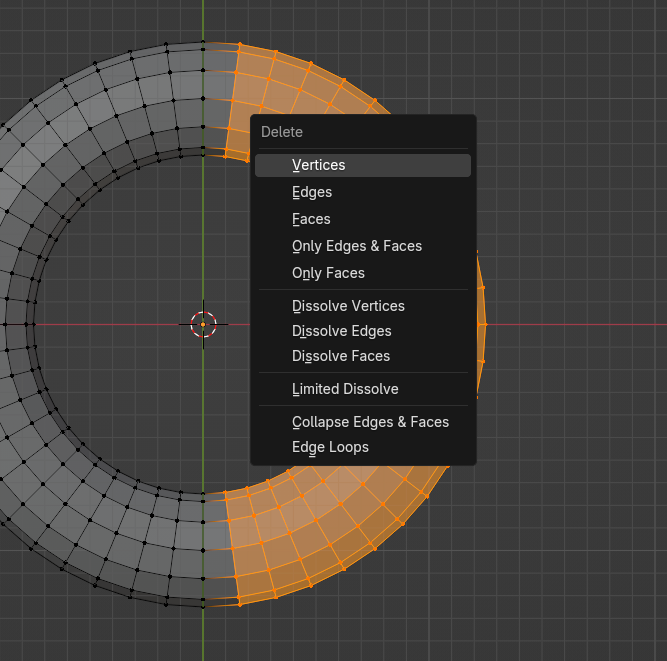 Delete
Vertices
Edges
Faces
Only Edges & Faces
Only Faces
Dissolve Vertices
Dissolve Edges
Dissolve Faces
Limited Dissolve
Collapse Edges & Faces
Edge Loops